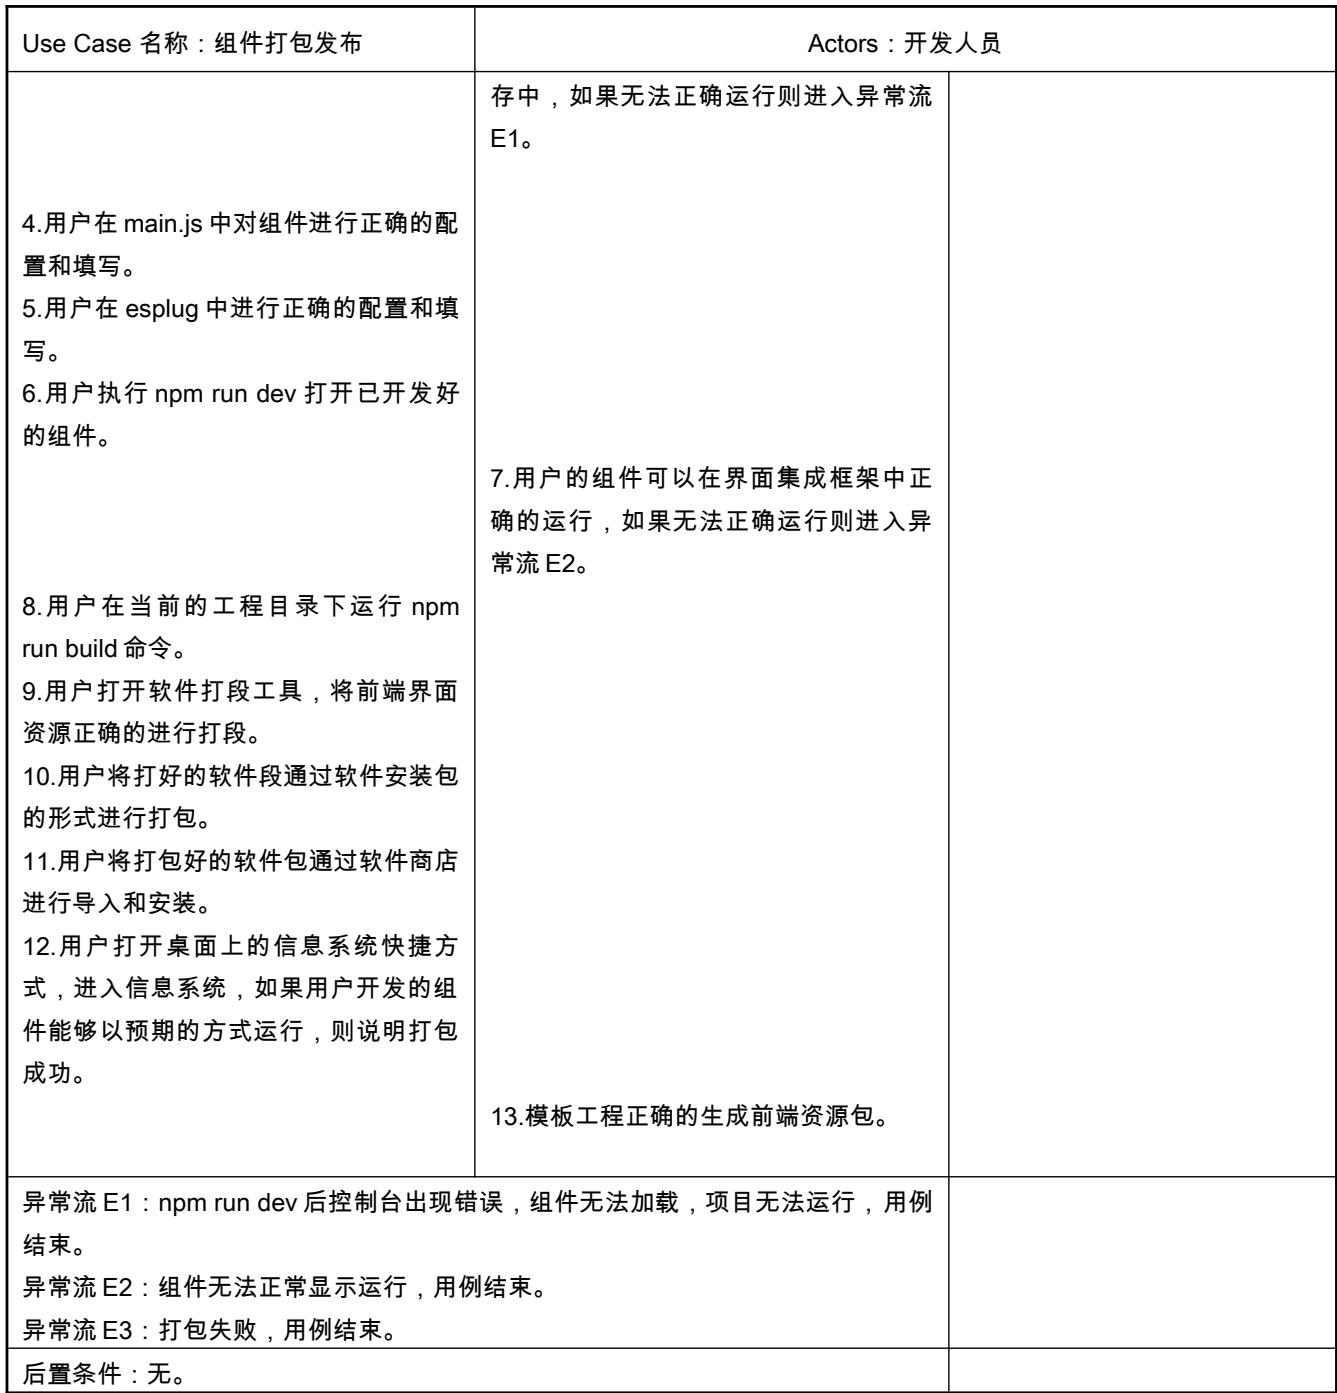 Use Case 名称：组件打包发布
Actors：开发人员
存中，如果无法正确运行则进入异常流
E1。
4.用户在 main.js 中对组件进行正确的配
置和填写。
5.用户在 esplug 中进行正确的配置和填
写。
6.用户执行 npm run dev 打开已开发好
的组件。
7.用户的组件可以在界面集成框架中正
确的运行，如果无法正确运行则进入异
常流 E2。
8.用户在当前的工程目录下运行 npm
run build 命令。
9.用户打开软件打段工具，将前端界面
资源正确的进行打段。
10.用户将打好的软件段通过软件安装包
的形式进行打包。
11.用户将打包好的软件包通过软件商店
进行导入和安装。
12.用户打开桌面上的信息系统快捷方
式，进入信息系统，如果用户开发的组
件能够以预期的方式运行，则说明打包
成功。
13.模板工程正确的生成前端资源包。
异常流 E1：npm run dev 后控制台出现错误，组件无法加载，项目无法运行，用例
结束。
异常流 E2：组件无法正常显示运行，用例结束。
异常流 E3：打包失败，用例结束。
后置条件：无。